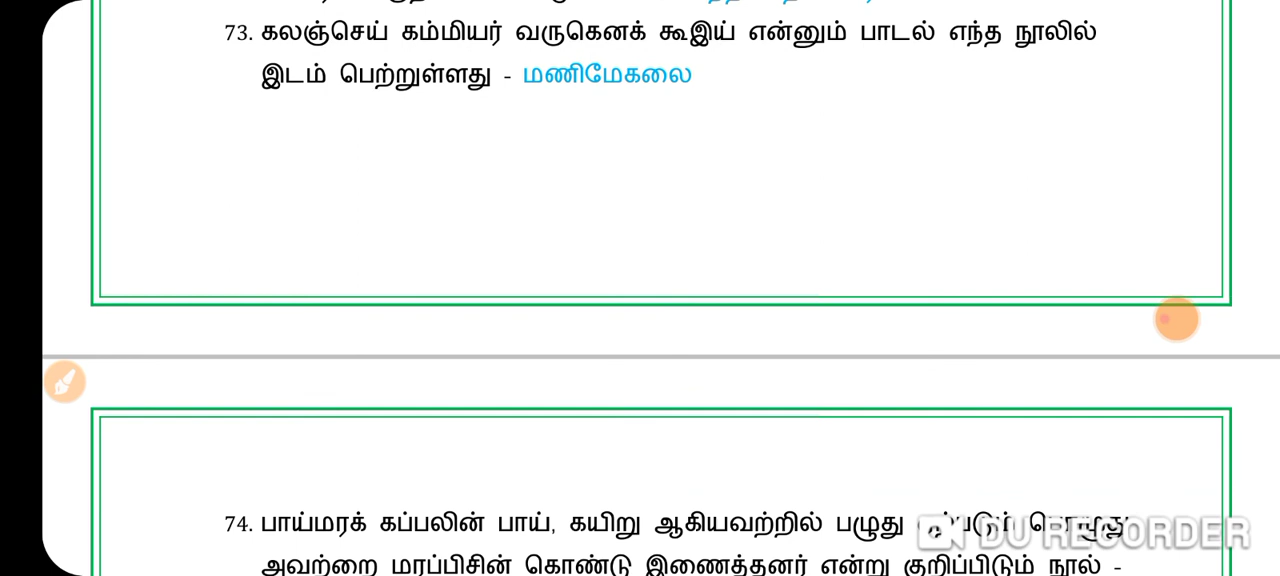 73. கலஞ்செய் கம்மியர் வருகெனக் கூஇய் என்னும் பாடல் எந்த நூலில்
இடம் பெற்றுள்ளது - மணிமேகலை
74. பாய்மரக் கப்பலின் பாய், கயிறு ஆகியவற்றில் பழுது
DU RECORDER
அவற்றை மரப்பிசின் கொண்டு இணைத்தனர் என்று குறிப்பிடும் நூல் -